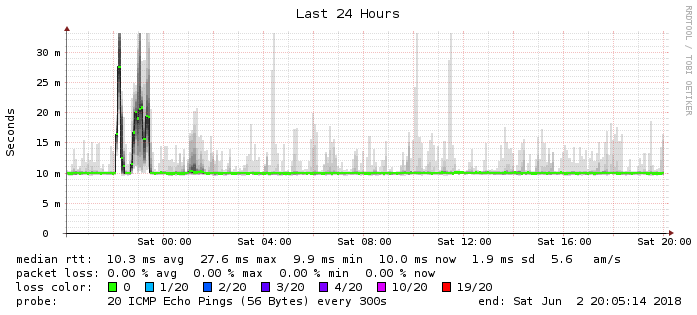 Last 24 Hours
RRDTOOL / TOBI OETIKER
Seconds
30 m
25 m
20 m
15 m
10 m
5 m
0
Sat 00:00 Sat 04:00 Sat 08:00 Sat 12:00 Sat 16:00 Sat 20:00
median rtt: 10.3 ms avg 27.6 ms max 9.9 ms min 10.0 ms now 1.9 ms sd 5.6 am/s
packet loss: 0.00 % avg 0.00 % max 0.00 % min 0.00 % now
loss color: 0 1/20 2/20 3/20 4/20 10/20 19/20
probe: 20 ICMP Echo Pings (56 Bytes) every 300s end: Sat Jun 2 20:05:14 2018